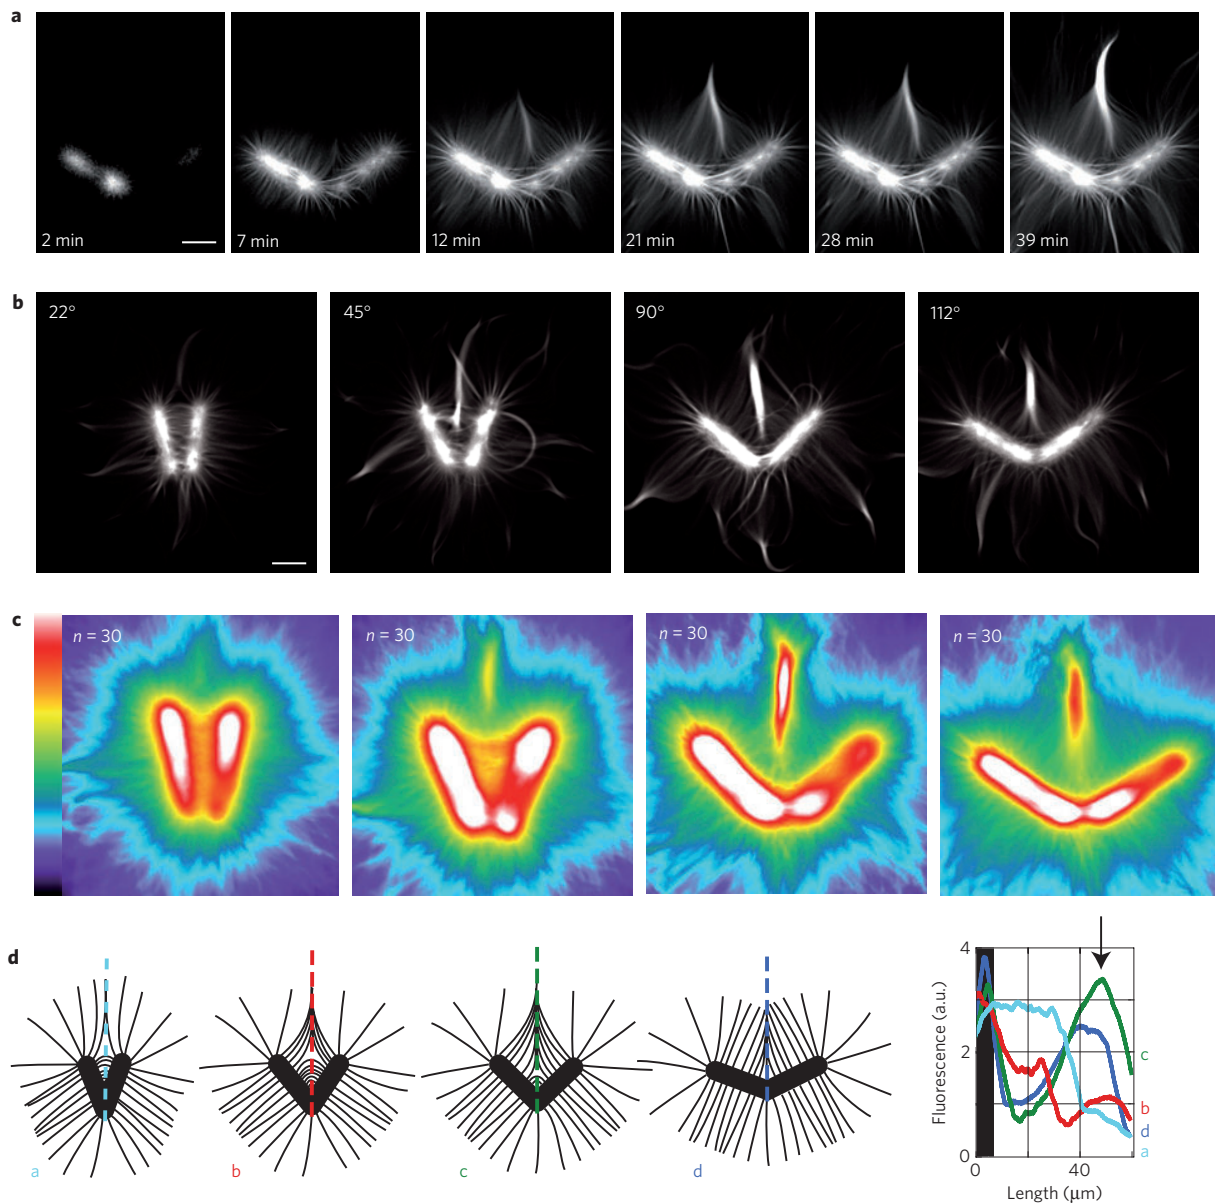 a
2 min
7 min
12 min
21 min
28 min
39 min
b
22°
45°
90°
112°
c
n = 30
n = 30
n = 30
n = 30
d
a
b
c
d
4
2
0
Fluorescence (a.u.)
0
40
Length (μm)
c
b
d
a